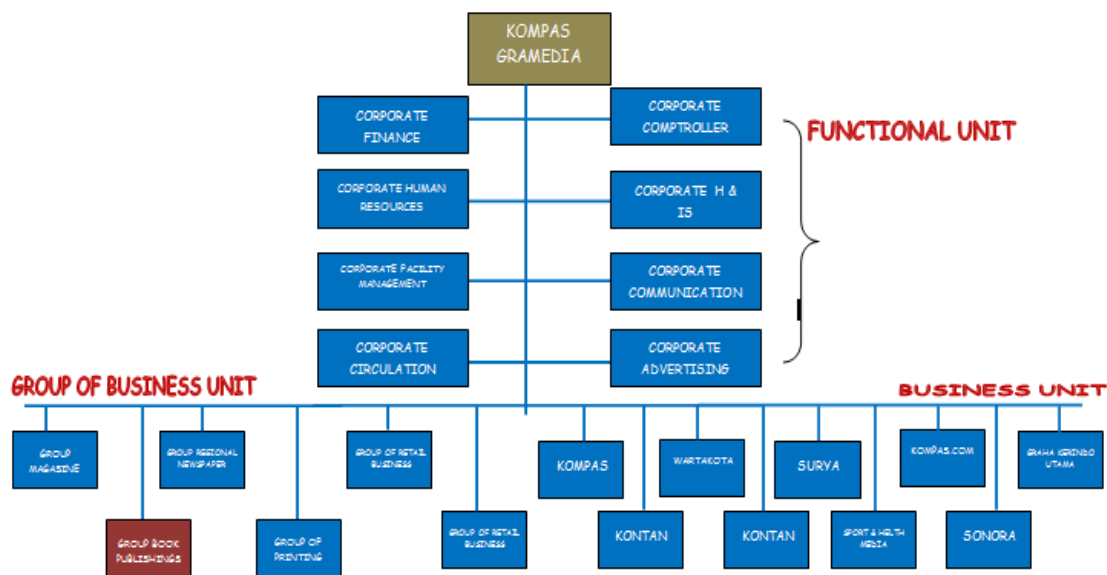 KOMPAS
GRAMEDIA
CORPORATE
FINANCE
CORPORATE
COMPTROLLER
FUNCTIONAL UNIT
CORPORATE HUMAN
RESOURCES
CORPORATE H &
IS
CORPORATE FACILITY
MANAGEMENT
CORPORATE
COMMUNICATION
CORPORATE
CIRCULATION
CORPORATE
ADVERTISING
GROUP OF BUSINESS UNIT
BUSINESS UNIT
GROUP
MAGASINE
GROUP REGIONAL
NEWSPAPER
GROUP OF RETAIL
BUSINESS
KOMPAS
WARTAKOTA
SURYA
KOMPAS.COM
GRAHA KERINDO
UTAMA
GROUP BOOK
PUBLISHINGS
GROUP OF
PRINTING
GROUP OF RETAIL
BUSINESS
KONTAN
KONTAN
SPORT & HELTH
MEDIA
SONORA